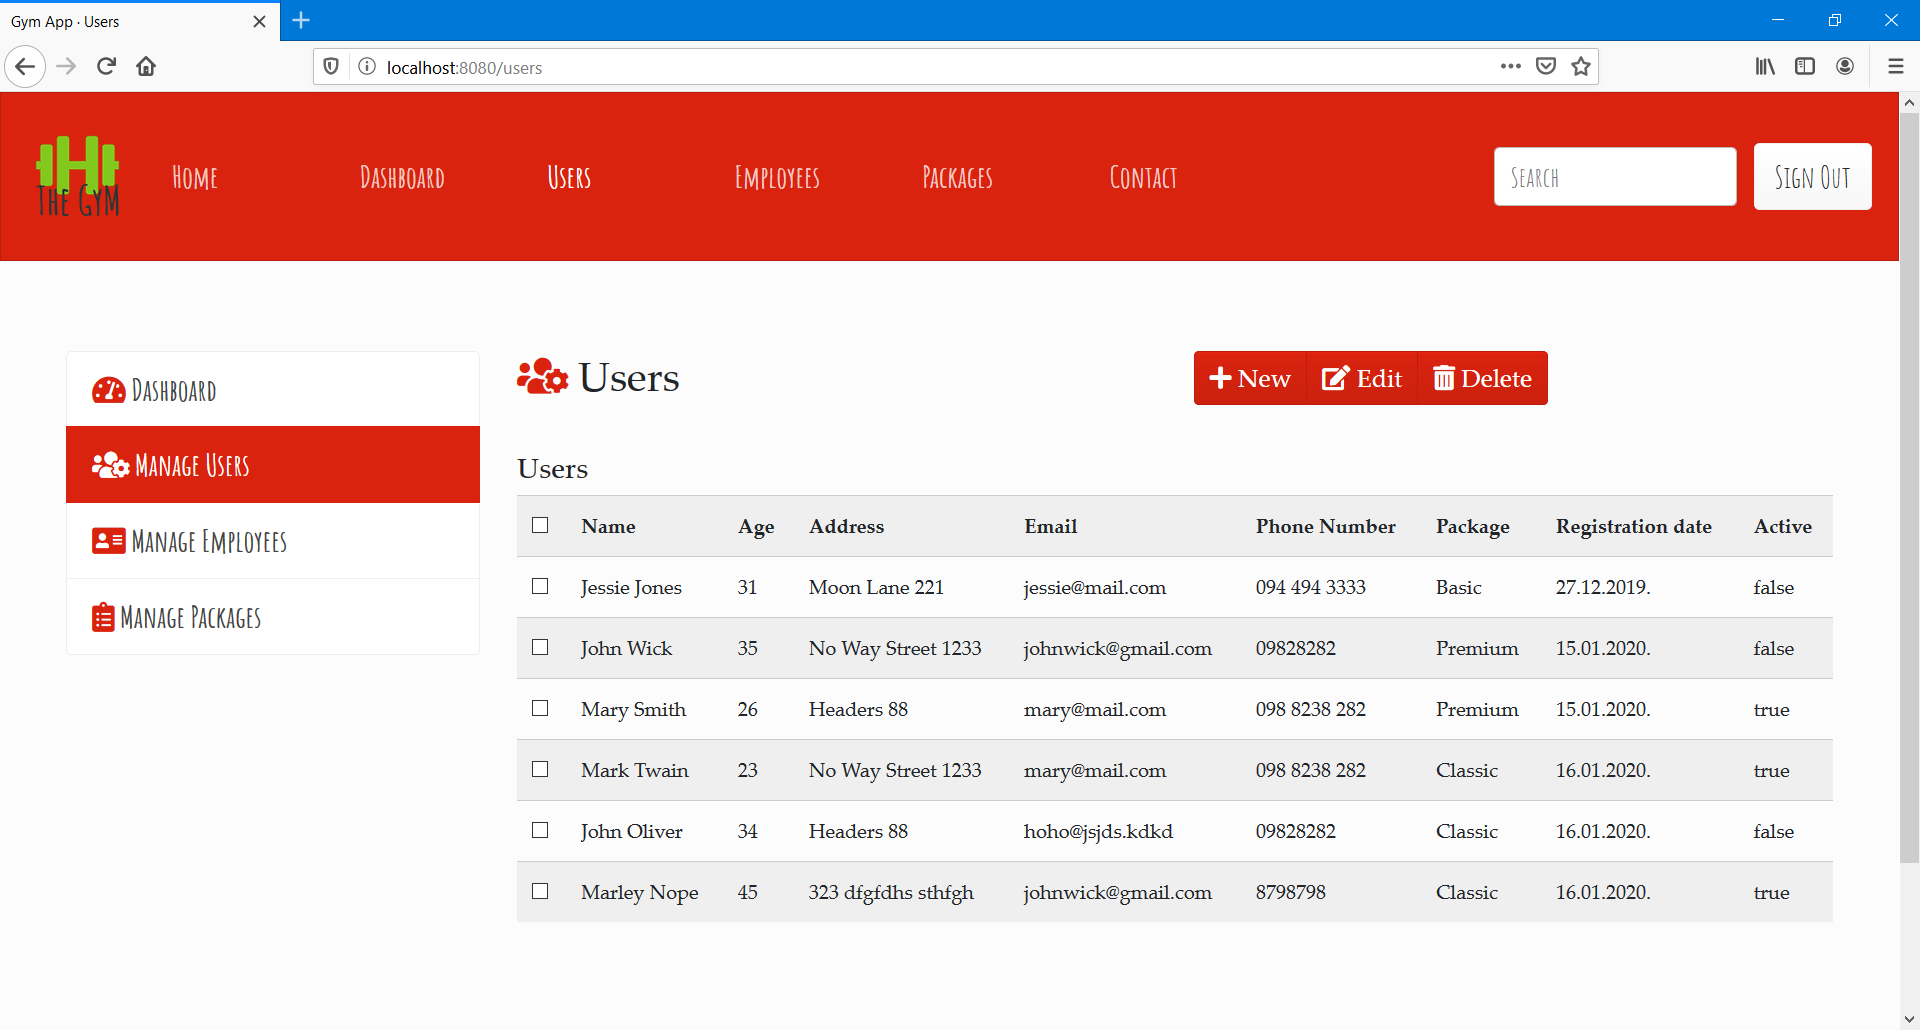 Gym App · Users
localhost:8080/users
The Gym
Home Dashboard Users Employees Packages Contact Search Sign Out
Dashboard
Manage Users
Manage Employees
Manage Packages
Users New Edit Delete
Users
Name Age Address Email Phone Number Package Registration date Active
Jessie Jones 31 Moon Lane 221 jessie@mail.com 094 494 3333 Basic 27.12.2019. false
John Wick 35 No Way Street 1233 johnwick@gmail.com 09828282 Premium 15.01.2020. false
Mary Smith 26 Headers 88 mary@mail.com 098 8238 282 Premium 15.01.2020. true
Mark Twain 23 No Way Street 1233 mary@mail.com 098 8238 282 Classic 16.01.2020. true
John Oliver 34 Headers 88 hoho@jsjds.kdkd 09828282 Classic 16.01.2020. false
Marley Nope 45 323 dfgfdhs sthfgh johnwick@gmail.com 8798798 Classic 16.01.2020. true